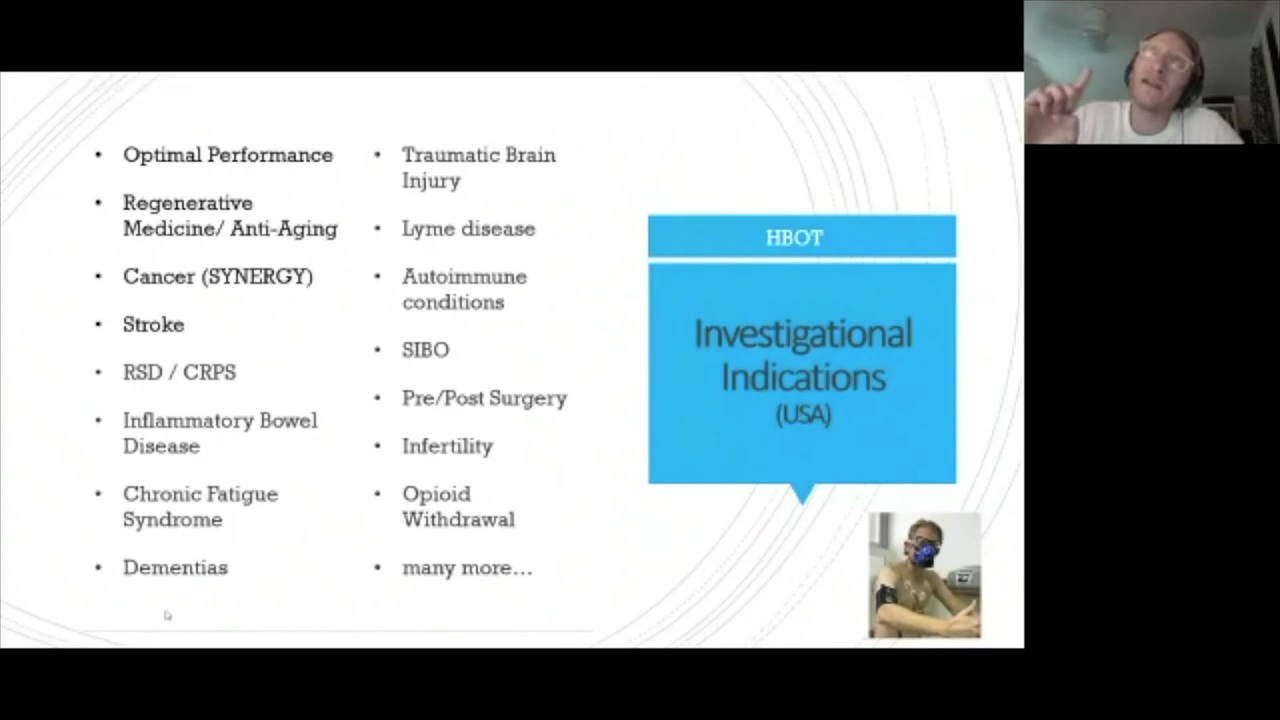 Optimal Performance
Regenerative
Medicine/ Anti-Aging
Cancer (SYNERGY)
Stroke
RSD / CRPS
Inflammatory Bowel
Disease
Chronic Fatigue
Syndrome
Dementias
Traumatic Brain
Injury
Lyme disease
Autoimmune
conditions
SIBO
Pre/Post Surgery
Infertility
Opioid
Withdrawal
many more...
HBOT
Investigational
Indications
(USA)